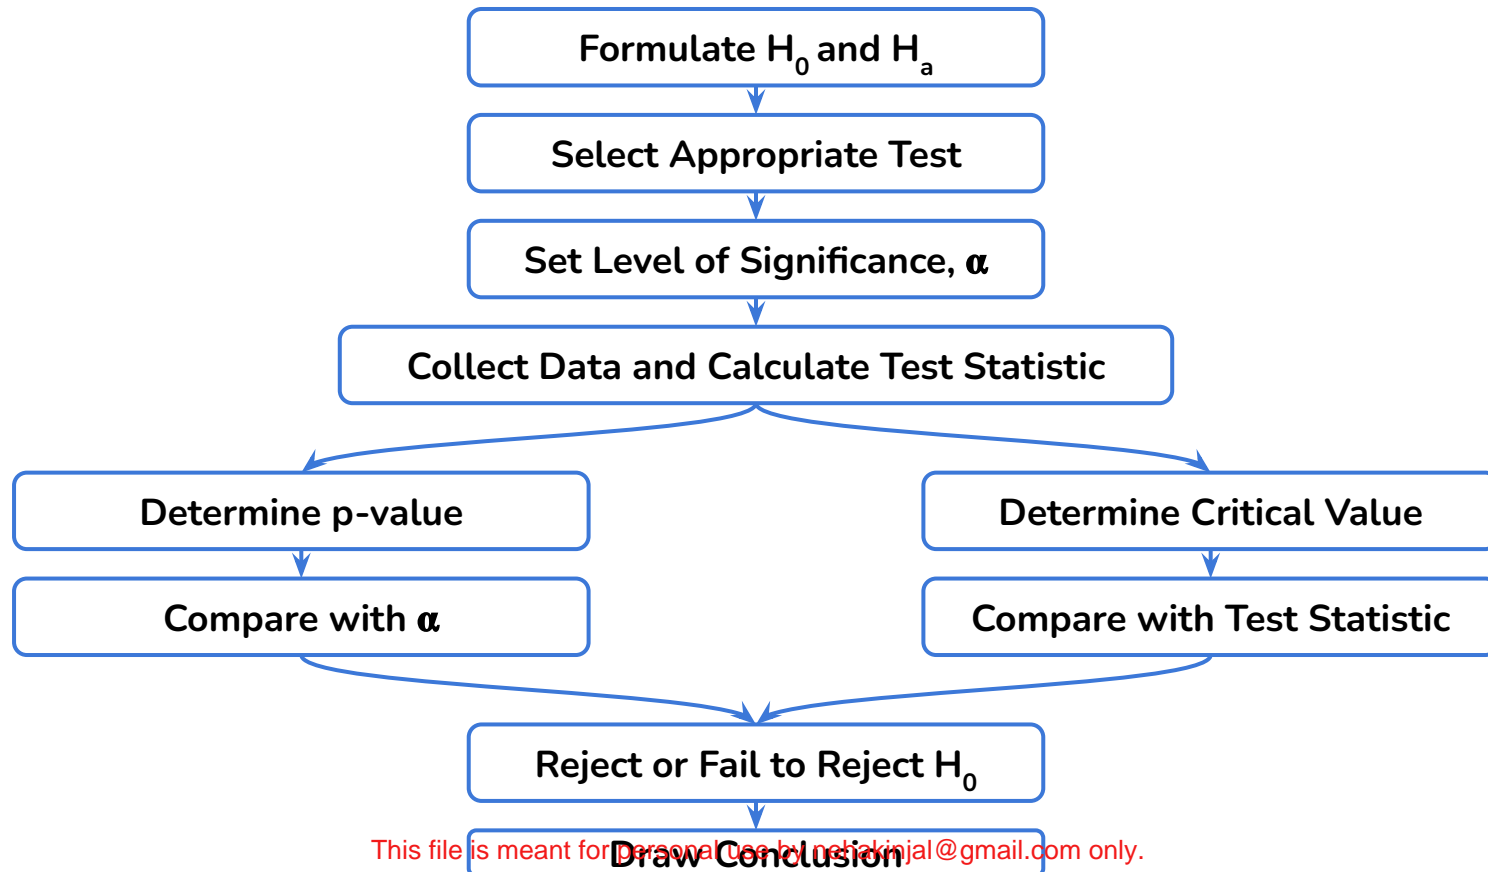 Formulate H₀ and Hₐ
Select Appropriate Test
Set Level of Significance, α
Collect Data and Calculate Test Statistic
Determine p-value
Determine Critical Value
Compare with α
Compare with Test Statistic
Reject or Fail to Reject H₀
Draw Conclusion
This file is meant for personal use by nehakinjal@gmail.com only.